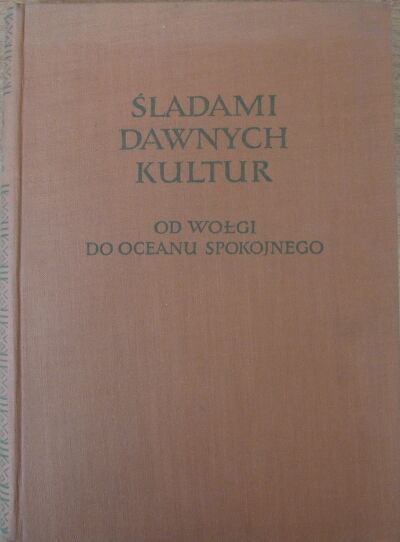 ŚLADAMI
DAWNYCH
KULTUR
OD WOŁGI
DO OCEANU SPOKOJNEGO